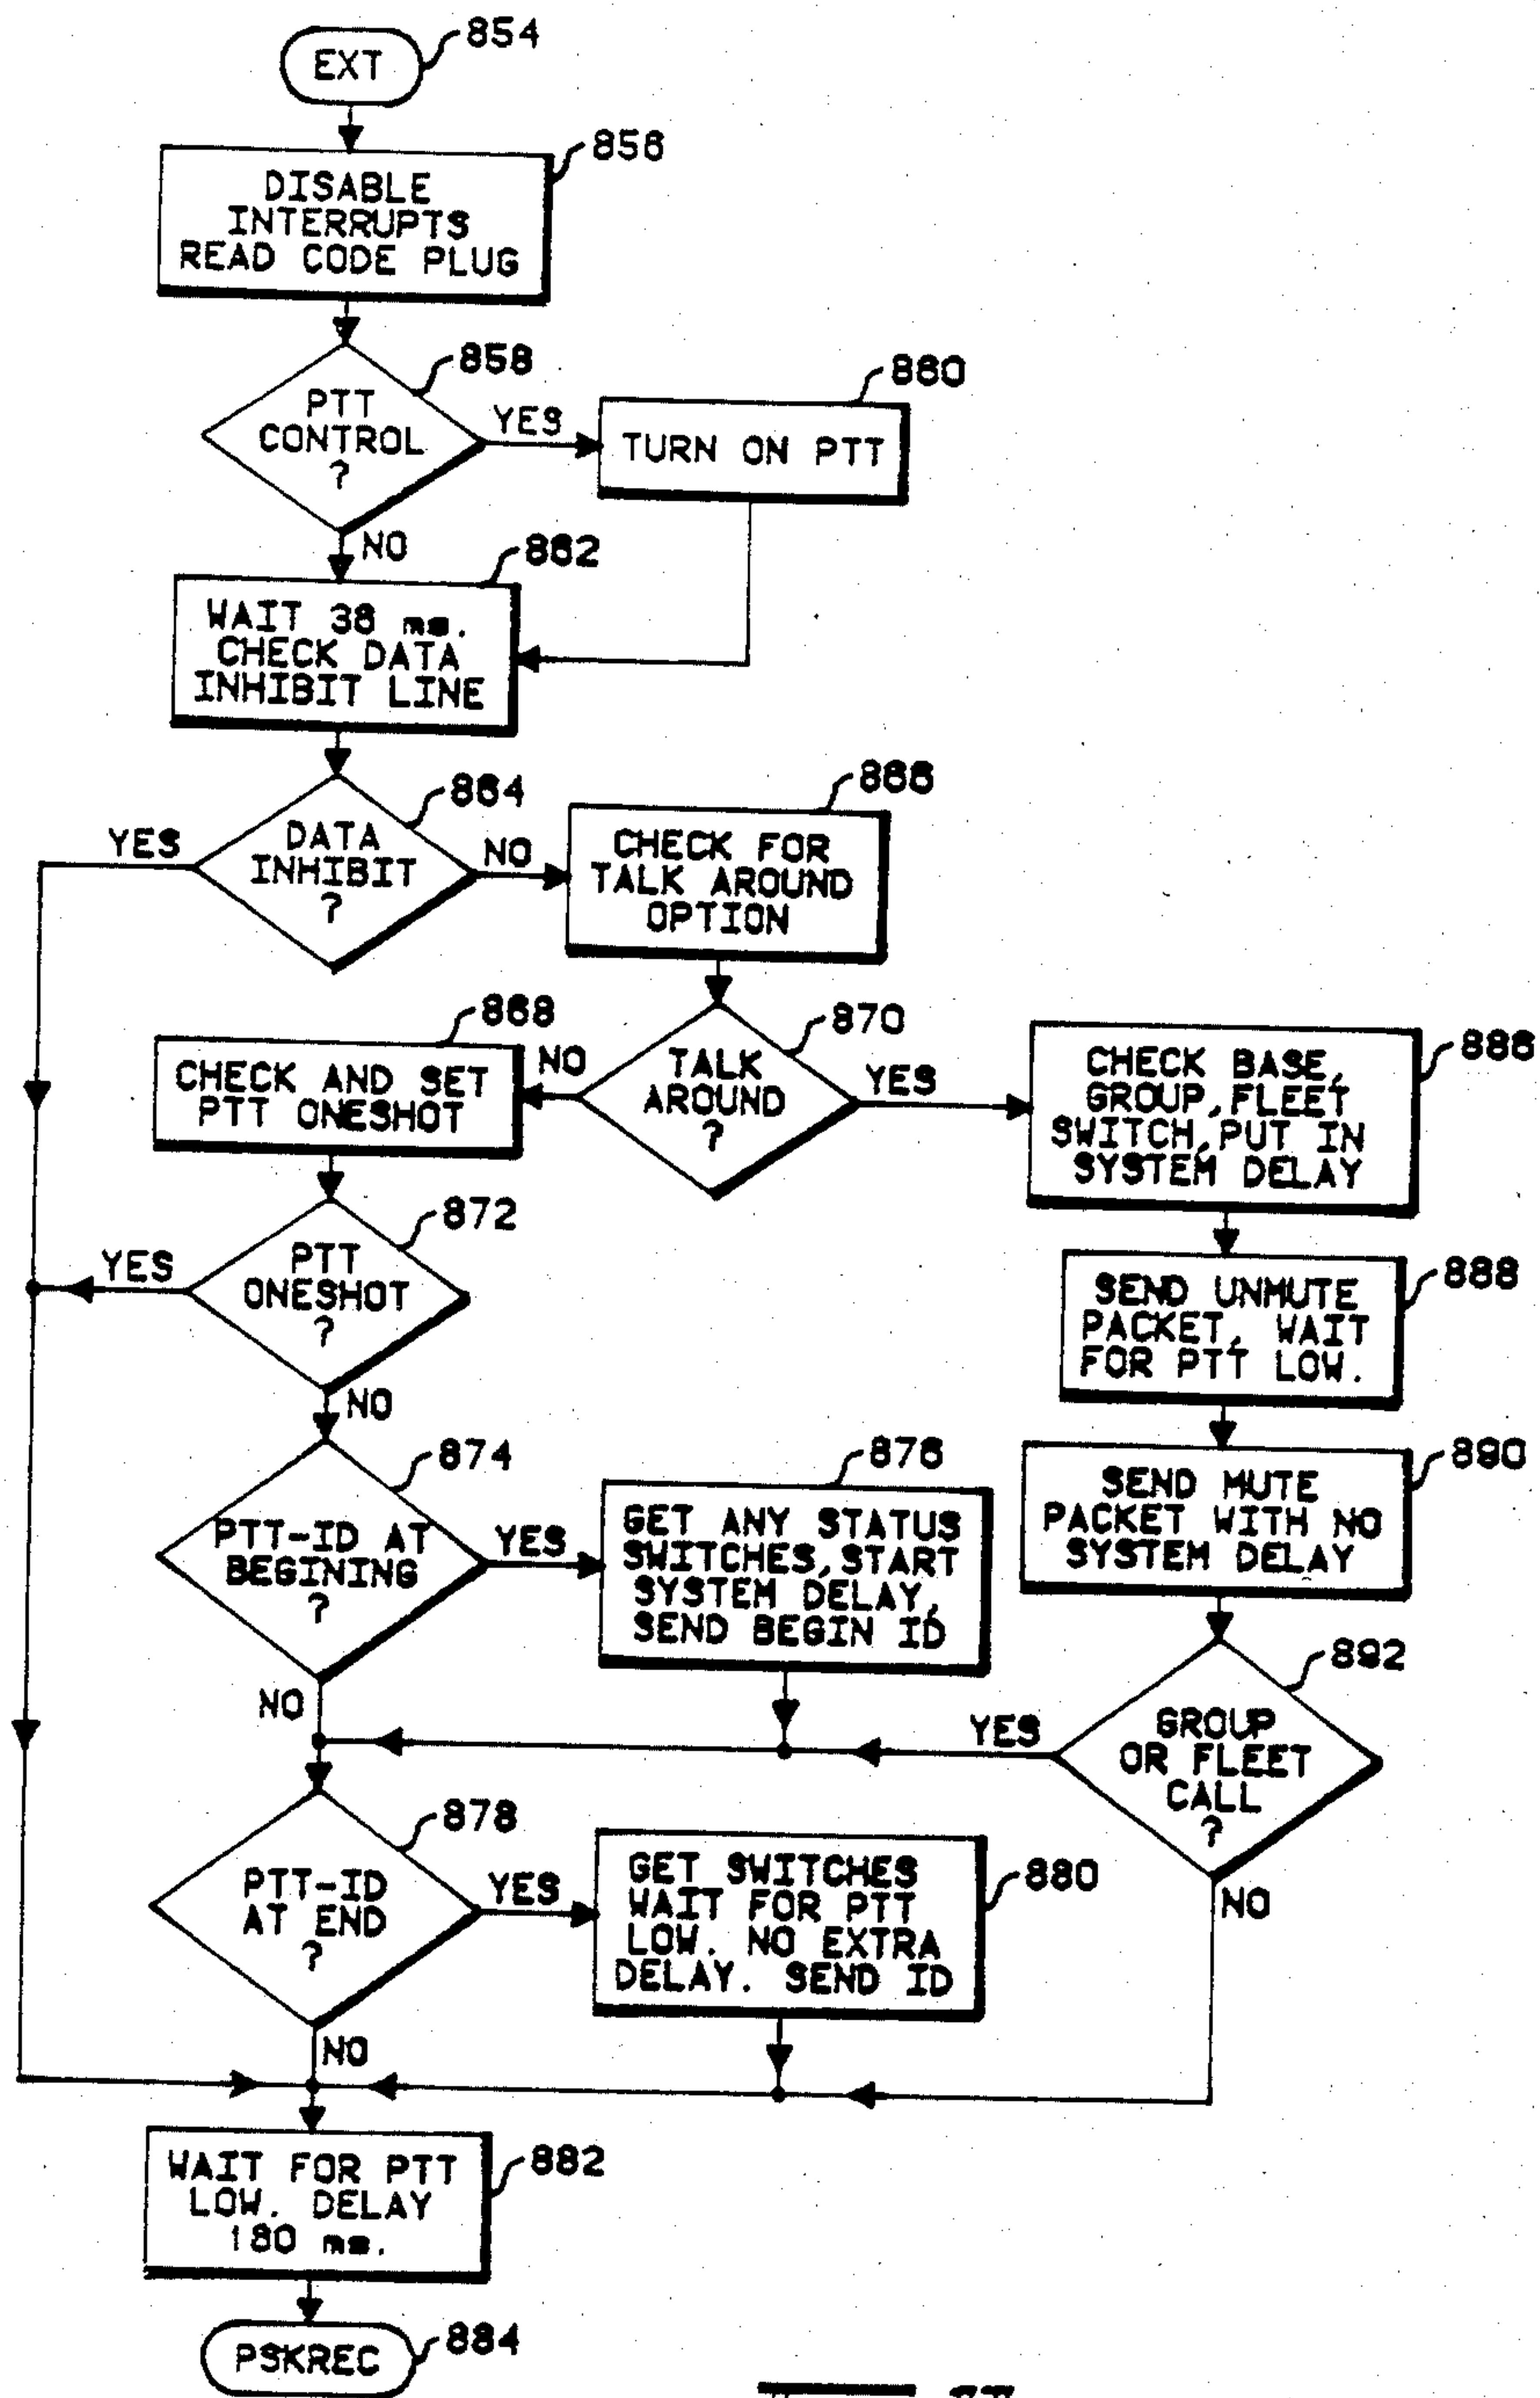 EXT
854
DISABLE
INTERRUPTS
READ CODE PLUG
856
PTT
CONTROL
?
858
YES
NO
TURN ON PTT
860
WAIT 38 ms.
CHECK DATA
INHIBIT LINE
862
DATA
INHIBIT
?
864
YES
NO
CHECK FOR
TALK AROUND
OPTION
866
CHECK AND SET
PTT ONESHOT
868
NO
TALK
AROUND
?
870
YES
CHECK BASE,
GROUP, FLEET
SWITCH, PUT IN
SYSTEM DELAY
886
PTT
ONESHOT
?
872
YES
NO
SEND UNMUTE
PACKET, WAIT
FOR PTT LOW.
888
PTT-ID AT
BEGINING
?
874
YES
NO
GET ANY STATUS
SWITCHES, START
SYSTEM DELAY,
SEND BEGIN ID
876
SEND MUTE
PACKET WITH NO
SYSTEM DELAY
890
GROUP
OR FLEET
CALL
?
892
YES
NO
PTT-ID
AT END
?
878
YES
NO
GET SWITCHES
WAIT FOR PTT
LOW. NO EXTRA
DELAY. SEND ID
880
WAIT FOR PTT
LOW. DELAY
180 ms.
882
PSKREC
884